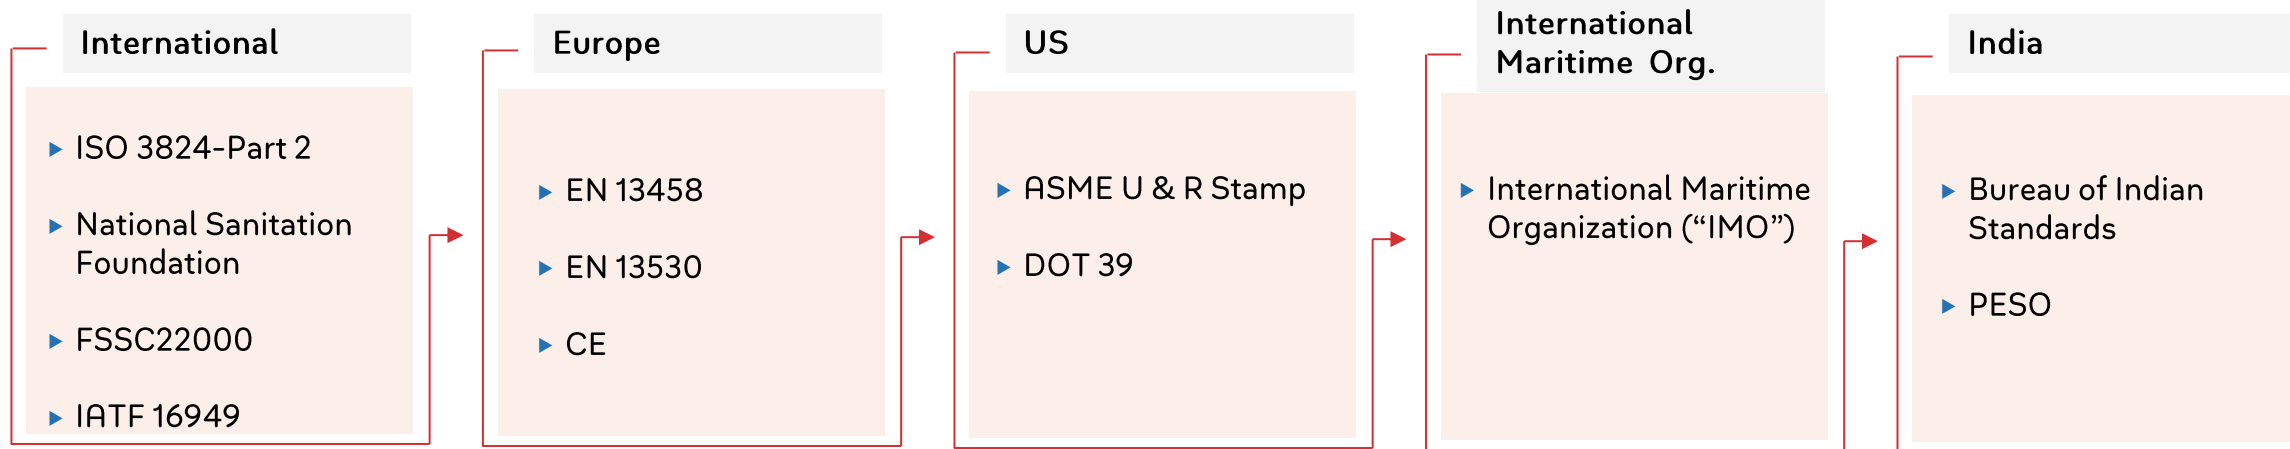 International
ISO 3824-Part 2
National Sanitation
Foundation
FSSC22000
IATF 16949
Europe
EN 13458
EN 13530
CE
US
ASME U & R Stamp
DOT 39
International
Maritime Org.
International Maritime
Organization (“IMO”)
India
Bureau of Indian
Standards
PESO